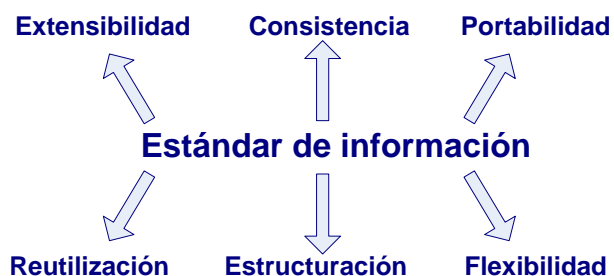 Extensibilidad Consistencia Portabilidad
Estándar de información
Reutilización Estructuración Flexibilidad